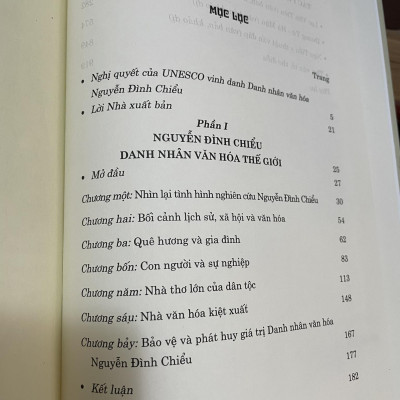 MỤC LỤC
Trang
• Nghị quyết của UNESCO vinh danh Danh nhân văn hóa
Nguyễn Đình Chiểu 5
• Lời Nhà xuất bản 21
Phần I
NGUYỄN ĐÌNH CHIỂU
DANH NHÂN VĂN HÓA THẾ GIỚI 25
• Mở đầu 27
Chương một: Nhìn lại tình hình nghiên cứu Nguyễn Đình Chiểu 30
Chương hai: Bối cảnh lịch sử, xã hội và văn hóa 54
Chương ba: Quê hương và gia đình 62
Chương bốn: Con người và sự nghiệp 83
Chương năm: Nhà thơ lớn của dân tộc 113
Chương sáu: Nhà văn hóa kiệt xuất 148
Chương bảy: Bảo vệ và phát huy giá trị Danh nhân văn hóa 167
Nguyễn Đình Chiểu 177
• Kết luận 182